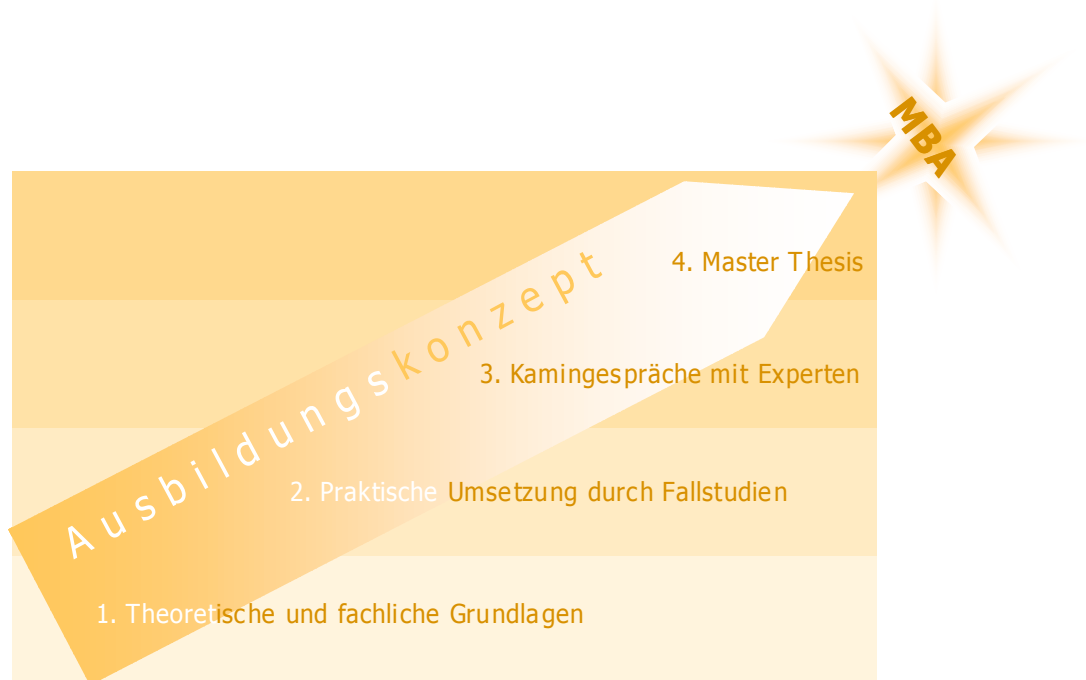 MBA
4. Master Thesis
Ausbildungskonzept
3. Kamingespräche mit Experten
2. Praktische Umsetzung durch Fallstudien
1. Theoretische und fachliche Grundlagen